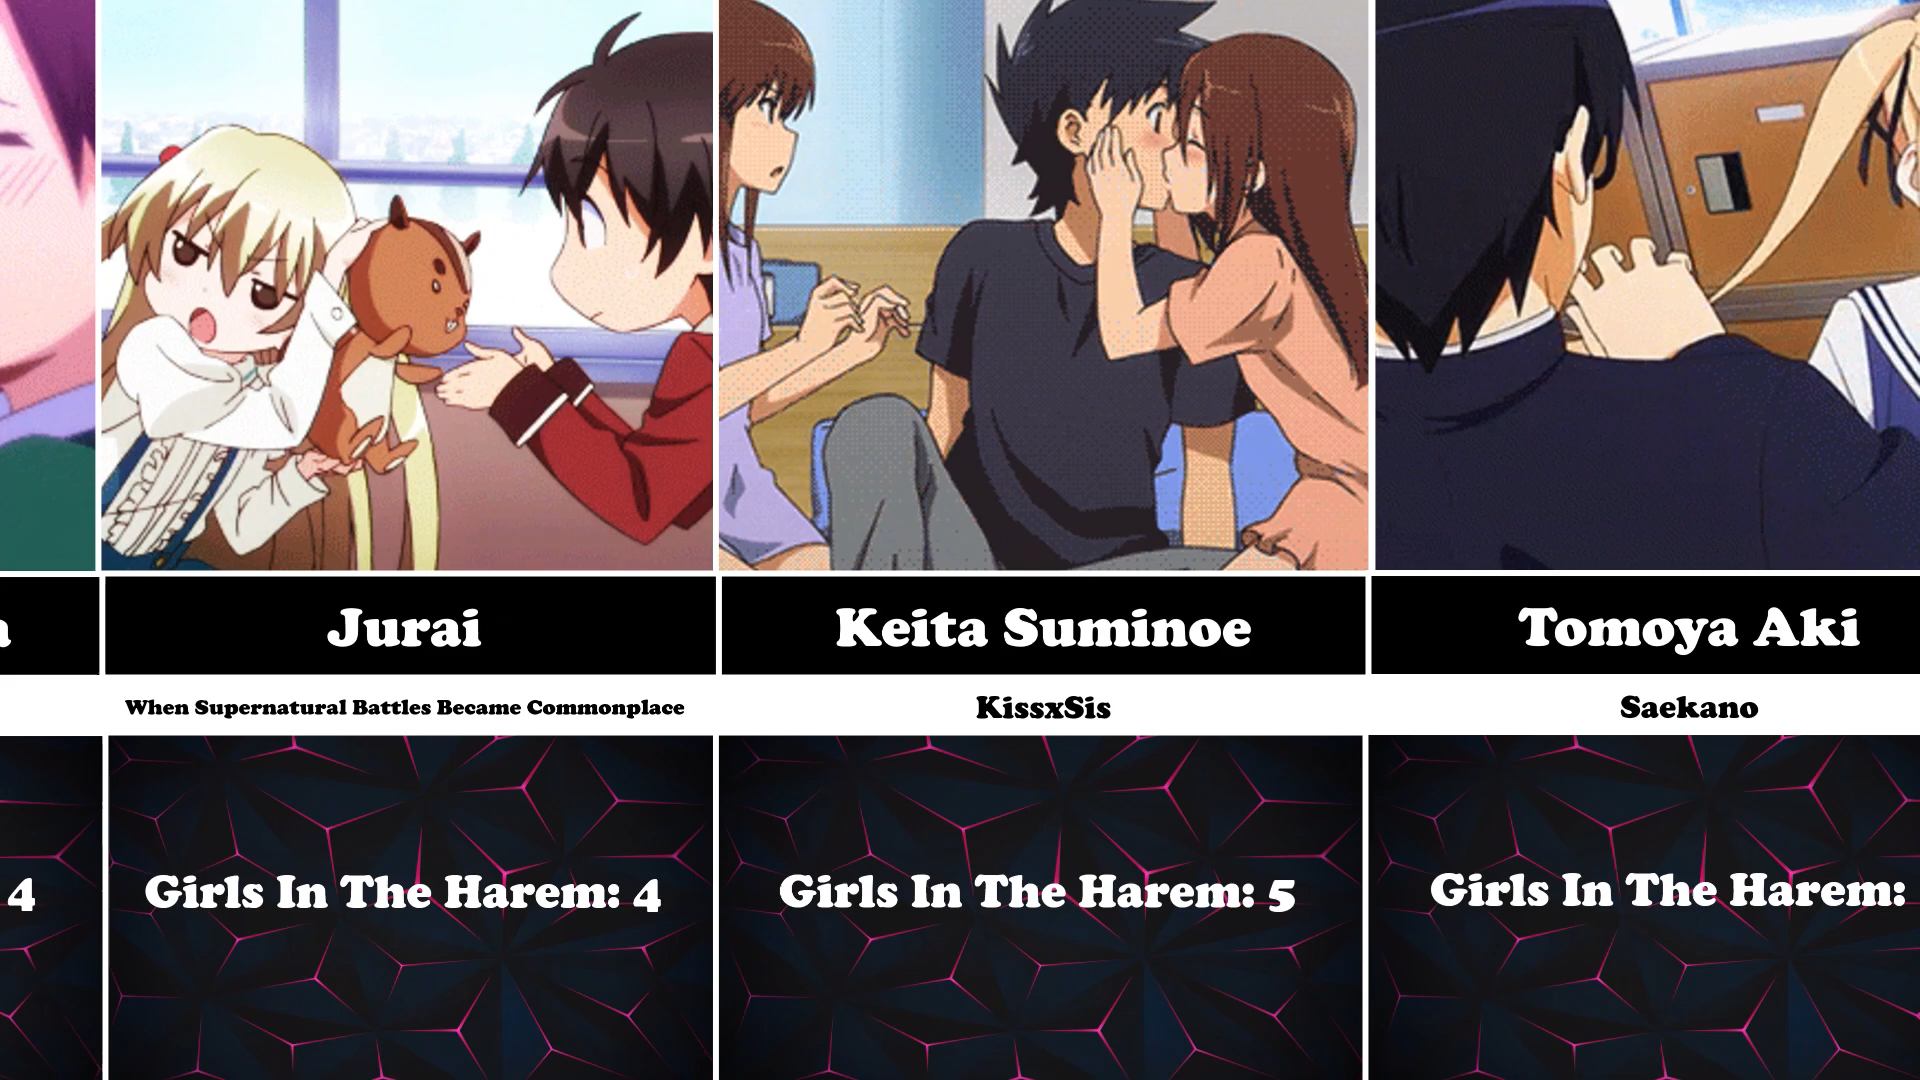 a
Jurai
Keita Suminoe
Tomoya Aki
When Supernatural Battles Became Commonplace
KissxSis
Saekano
4
Girls In The Harem: 4
Girls In The Harem: 5
Girls In The Harem: